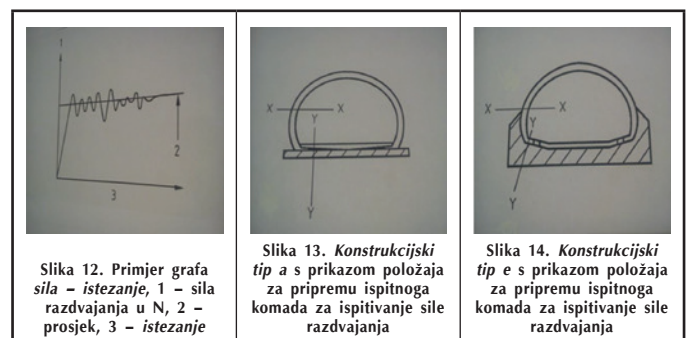 1
2
3
Slika 12. Primjer grafa
sila – istezanje, 1 – sila
razdvajanja u N, 2 –
prosjek, 3 – istezanje
X X
Y
Y
Slika 13. Konstrukcijski
tip a s prikazom položaja
za pripremu ispitnoga
komada za ispitivanje sile
razdvajanja
X X
Y
Y
Slika 14. Konstrukcijski
tip e s prikazom položaja
za pripremu ispitnoga
komada za ispitivanje sile
razdvajanja